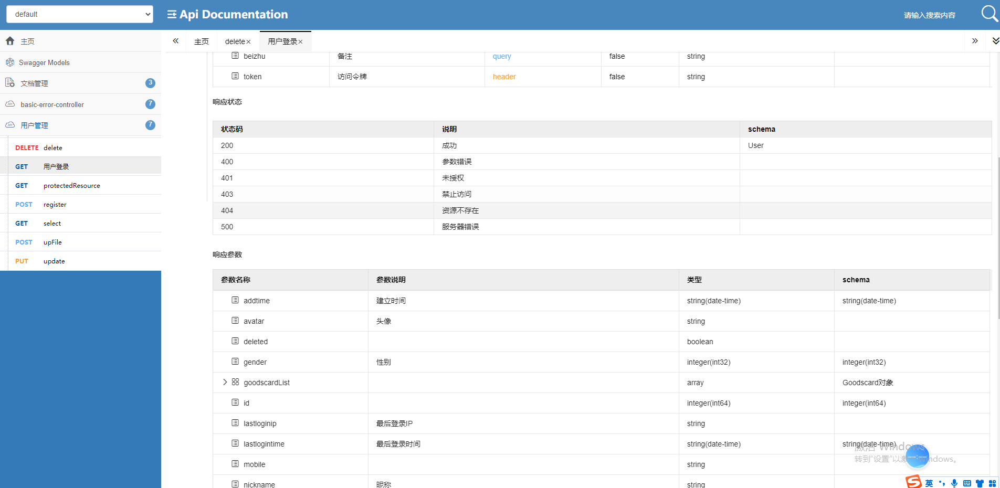 default
Api Documentation
请输入搜索内容
主页
Swagger Models
文档管理 3
basic-error-controller 7
用户管理 7
DELETE delete
GET 用户登录
GET protectedResource
POST register
GET select
POST upFile
PUT update
主页 delete× 用户登录×
beizhu 备注 query false string
token 访问令牌 header false string
响应状态
状态码 说明 schema
200 成功 User
400 参数错误
401 未授权
403 禁止访问
404 资源不存在
500 服务器错误
响应参数
参数名称 参数说明 类型 schema
addtime 建立时间 string(date-time) string(date-time)
avatar 头像 string
deleted boolean
gender 性别 integer(int32) integer(int32)
goodscardList array Goodscard对象
id integer(int64) integer(int64)
lastloginip 最后登录IP string
lastlogintime 最后登录时间 string(date-time) string(date-time)
mobile string
nickname 昵称 string
激活 Windows
转到"设置"以激 Windows。
英